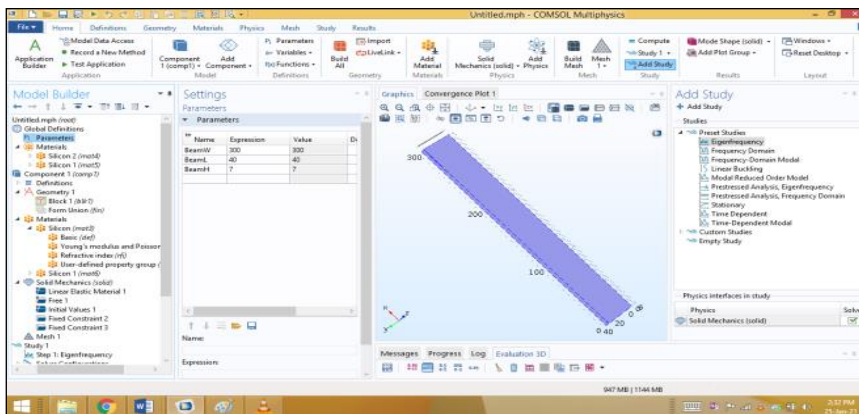 Untitled.mph - COMSOL Multiphysics
File Home Definitions Geometry Materials Physics Mesh Study Results
Application Builder
Model Data Access
Record a New Method
Test Application
Application
Component 1 (comp1)
Add Component
Model
Parameters
Variables
Functions
Definitions
Build All
Import
LiveLink
Geometry
Add Material
Materials
Solid Mechanics (solid)
Add Physics
Physics
Build Mesh
Mesh 1
Mesh
Compute
Study 1
Add Study
Study
Mode Shape (solid)
Add Plot Group
Results
Windows
Reset Desktop
Layout
Model Builder
Untitled.mph (root)
Global Definitions
Parameters
Materials
Silicon 2 (mat4)
Silicon 1 (mat5)
Component 1 (comp1)
Definitions
Geometry 1
Block 1 (blk1)
Form Union (fin)
Materials
Silicon (mat3)
Basic (def)
Young's modulus and Poisson
Refractive index (rfi)
User-defined property group (
Silicon 1 (mat6)
Solid Mechanics (solid)
Linear Elastic Material 1
Free 1
Initial Values 1
Fixed Constraint 2
Fixed Constraint 3
Mesh 1
Study 1
Step 1: Eigenfrequency
Settings
Parameters
Parameters
Name Expression Value
BeamW 300 300
BeamL 40 40
BeamH 7 7
Name:
Expression:
Graphics Convergence Plot 1
300
200
100
0 40
20
0
Messages Progress Log Evaluation 3D
947 MB | 1144 MB
Add Study
Add Study
Studies
Preset Studies
Eigenfrequency
Frequency Domain
Frequency-Domain Modal
Linear Buckling
Modal Reduced Order Model
Prestressed Analysis, Eigenfrequency
Prestressed Analysis, Frequency Domain
Stationary
Time Dependent
Time-Dependent Modal
Custom Studies
Empty Study
Physics interfaces in study
Physics Solve
Solid Mechanics (solid)